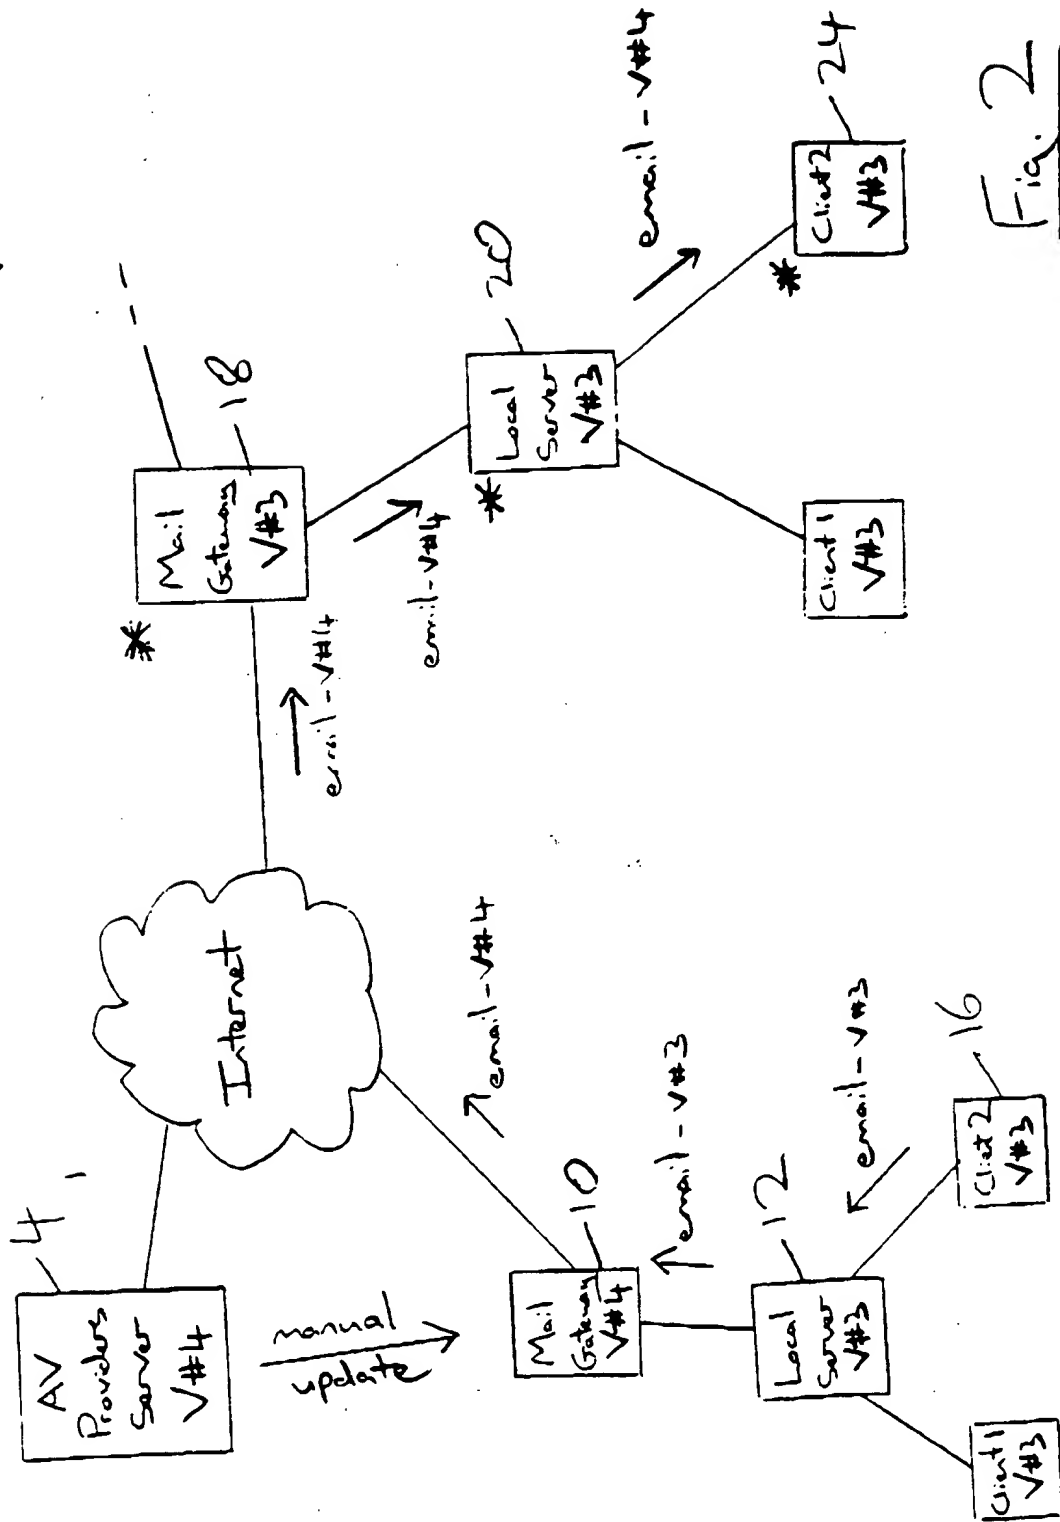 4
AV
Providers
Server
V#4
manual
update
Internet
Mail
Gateway
V#4
10
email-V#4
email-V#3
Local
Server
V#3
12
email-V#3
Client 1
V#3
Client 2
V#3
16
email-V#4
*
Mail
Gateway
V#3
18
email-V#4
*
Local
Server
V#3
20
email-V#4
Client 1
V#3
*
Client 2
V#3
24
Fig. 2